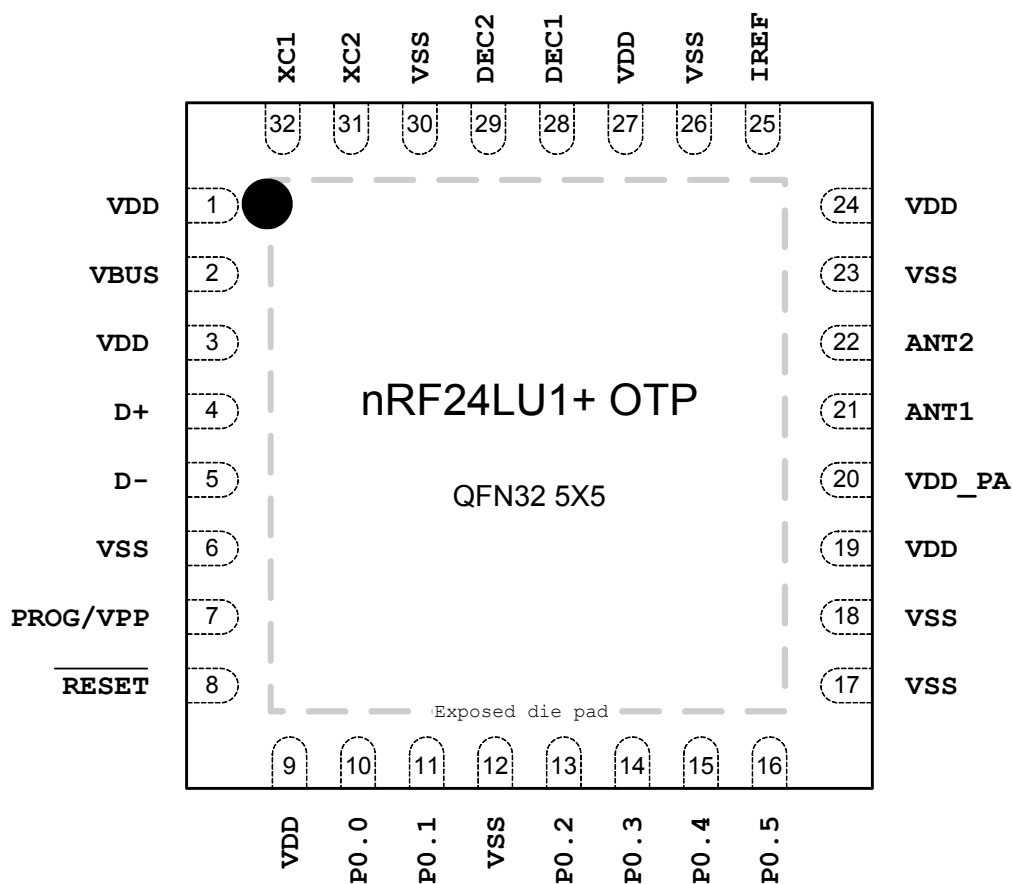 XC1 XC2 VSS DEC2 DEC1 VDD VSS IREF
32 31 30 29 28 27 26 25
VDD 1 24 VDD
VBUS 2 23 VSS
VDD 3 22 ANT2
nRF24LU1+ OTP
D+ 4 21 ANT1
D- 5 20 VDD_PA
QFN32 5X5
VSS 6 19 VDD
PROG/VPP 7 18 VSS
RESET 8 17 VSS
Exposed die pad
9 10 11 12 13 14 15 16
VDD P0.0 P0.1 VSS P0.2 P0.3 P0.4 P0.5